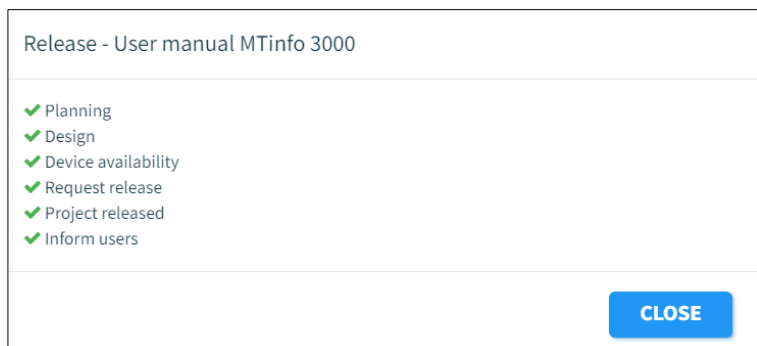 Release - User manual MTinfo 3000
Planning
Design
Device availability
Request release
Project released
Inform users
CLOSE